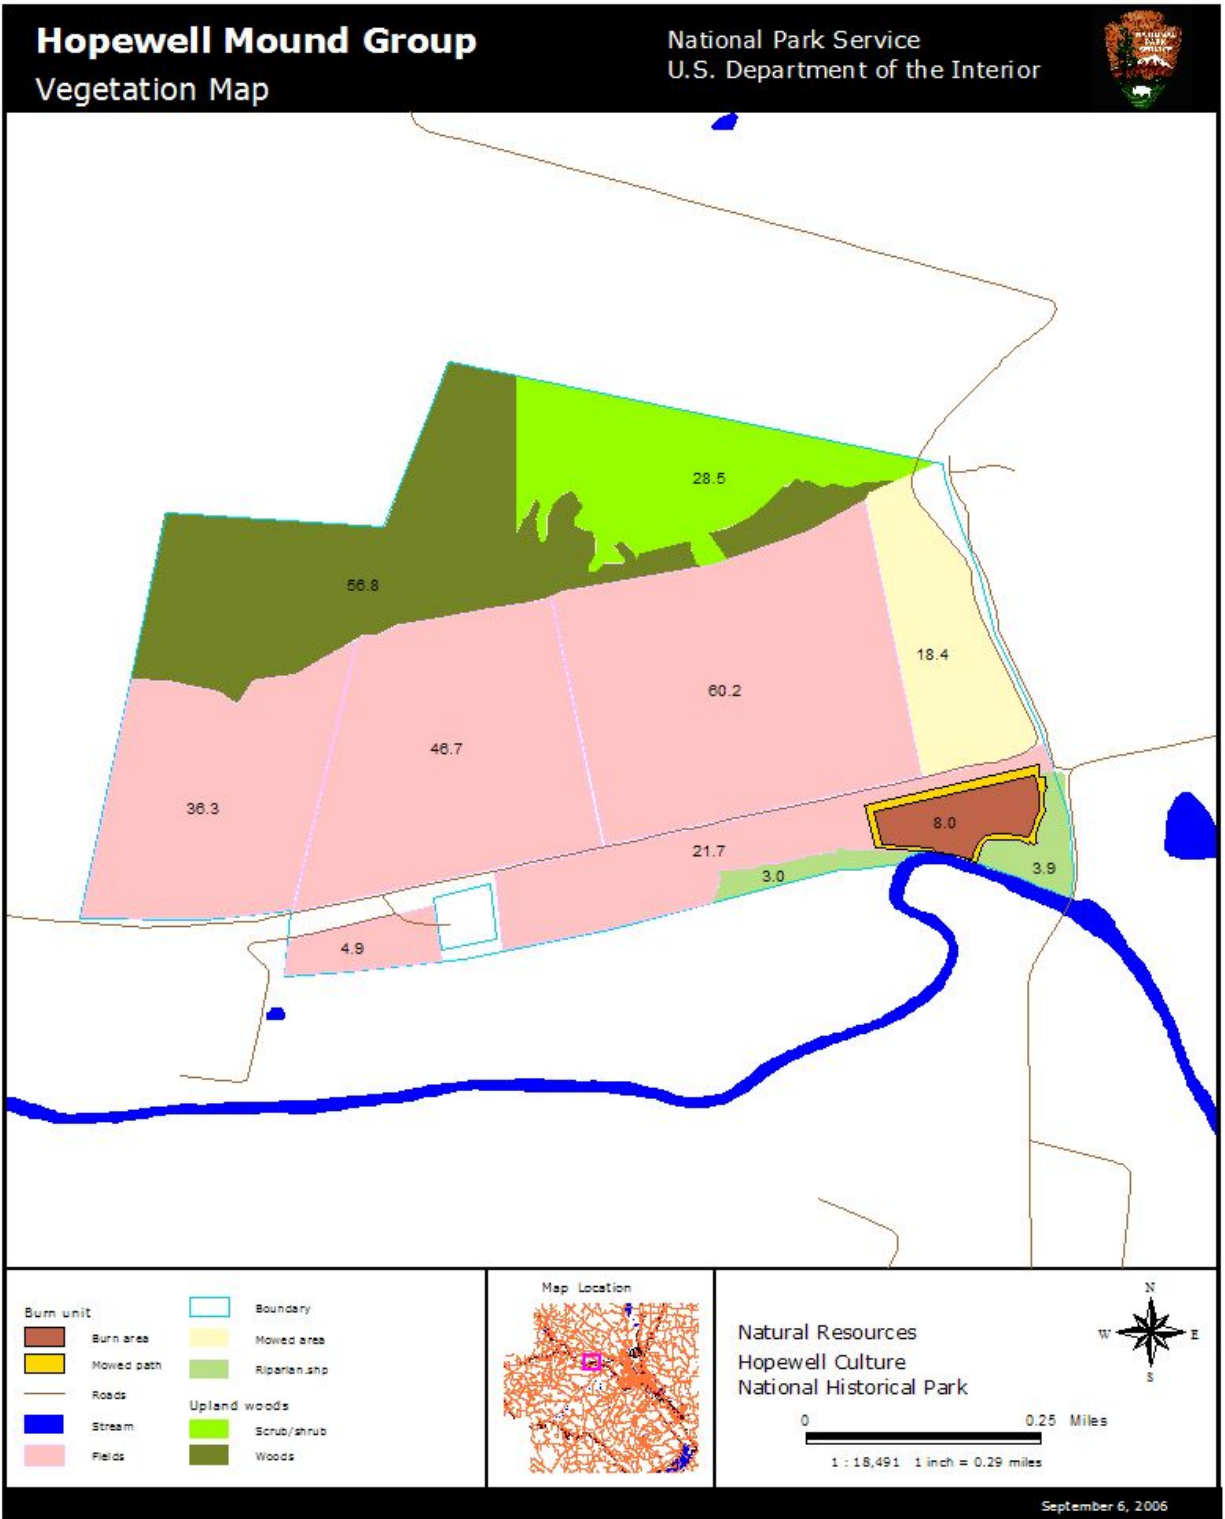 Hopewell Mound Group
Vegetation Map
National Park Service
U.S. Department of the Interior
NATIONAL
PARK
SERVICE
28.5
56.8
18.4
60.2
46.7
36.3
8.0
21.7
3.0
3.9
4.9
Burn unit
Burn area
Mowed path
Roads
Stream
Fields
Boundary
Mowed area
Riparian.shp
Upland woods
Scrub/shrub
Woods
Map Location
Natural Resources
Hopewell Culture
National Historical Park
N
W
E
S
0 0.25 Miles
1 : 18,491 1 inch = 0.29 miles
September 6, 2006